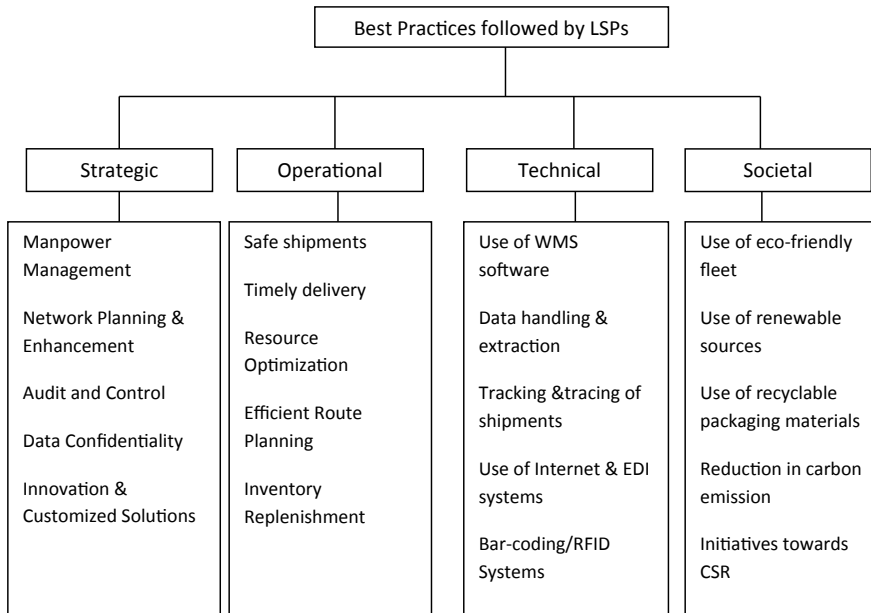 Best Practices followed by LSPs
Strategic
Operational
Technical
Societal
Manpower
Management
Network Planning &
Enhancement
Audit and Control
Data Confidentiality
Innovation &
Customized Solutions
Safe shipments
Timely delivery
Resource
Optimization
Efficient Route
Planning
Inventory
Replenishment
Use of WMS
software
Data handling &
extraction
Tracking &tracing of
shipments
Use of Internet & EDI
systems
Bar-coding/RFID
Systems
Use of eco-friendly
fleet
Use of renewable
sources
Use of recyclable
packaging materials
Reduction in carbon
emission
Initiatives towards
CSR